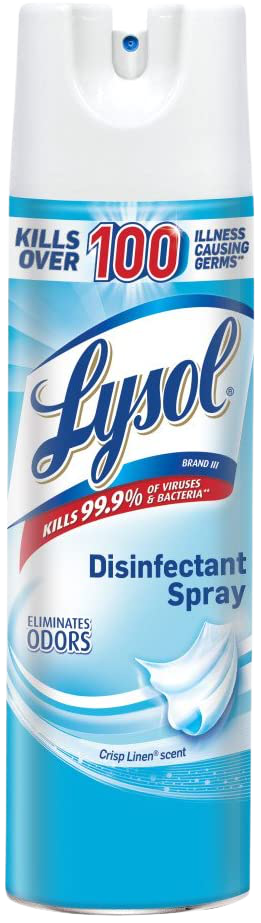 KILLS OVER 100 ILLNESS CAUSING GERMS**
Lysol®
BRAND III
KILLS 99.9% OF VIRUSES & BACTERIA**
Disinfectant
Spray
ELIMINATES
ODORS
Crisp Linen® scent